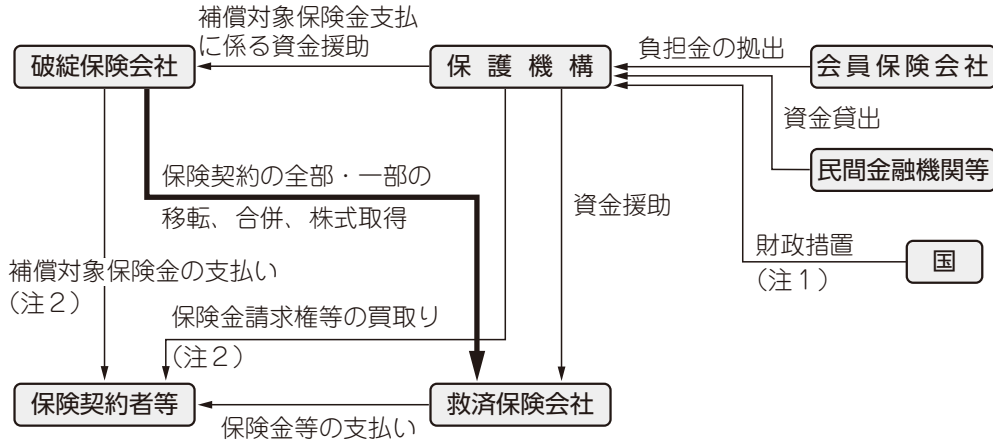 補償対象保険金支払
に係る資金援助
破綻保険会社
保護機構
負担金の拠出
会員保険会社
資金貸出
民間金融機関等
保険契約の全部・一部の
移転、合併、株式取得
資金援助
財政措置
（注１）
国
補償対象保険金の支払い
（注２）
保険金請求権等の買取り
（注２）
保険契約者等
救済保険会社
保険金等の支払い